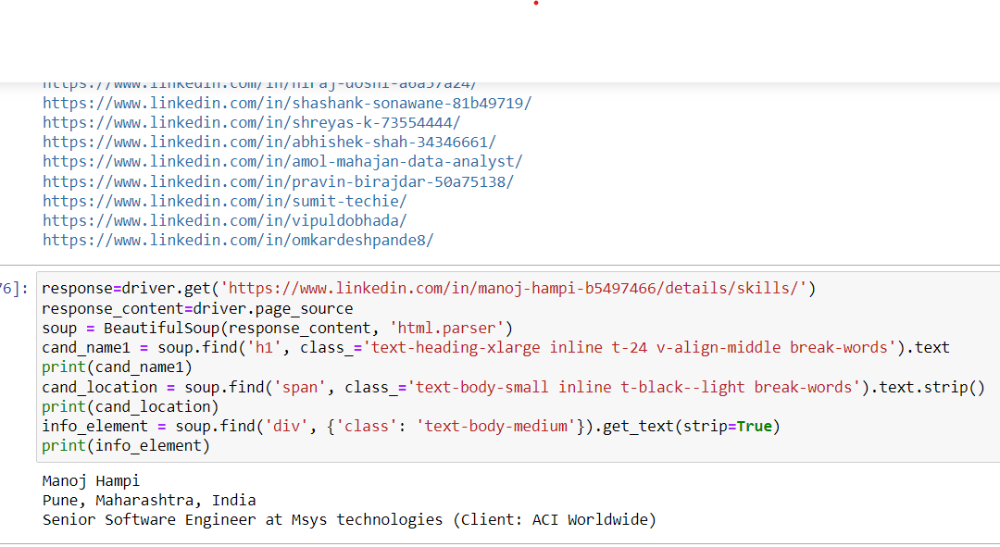 https://www.linkedin.com/in/niraj-doshi-a6a57a24/
https://www.linkedin.com/in/shashank-sonawane-81b49719/
https://www.linkedin.com/in/shreyas-k-73554444/
https://www.linkedin.com/in/abhishek-shah-34346661/
https://www.linkedin.com/in/amol-mahajan-data-analyst/
https://www.linkedin.com/in/pravin-birajdar-50a75138/
https://www.linkedin.com/in/sumit-techie/
https://www.linkedin.com/in/vipuldobhada/
https://www.linkedin.com/in/omkardeshpande8/
76]: response=driver.get('https://www.linkedin.com/in/manoj-hampi-b5497466/details/skills/')
response_content=driver.page_source
soup = BeautifulSoup(response_content, 'html.parser')
cand_name1 = soup.find('h1', class_='text-heading-xlarge inline t-24 v-align-middle break-words').text
print(cand_name1)
cand_location = soup.find('span', class_='text-body-small inline t-black--light break-words').text.strip()
print(cand_location)
info_element = soup.find('div', {'class': 'text-body-medium'}).get_text(strip=True)
print(info_element)
Manoj Hampi
Pune, Maharashtra, India
Senior Software Engineer at Msys technologies (Client: ACI Worldwide)